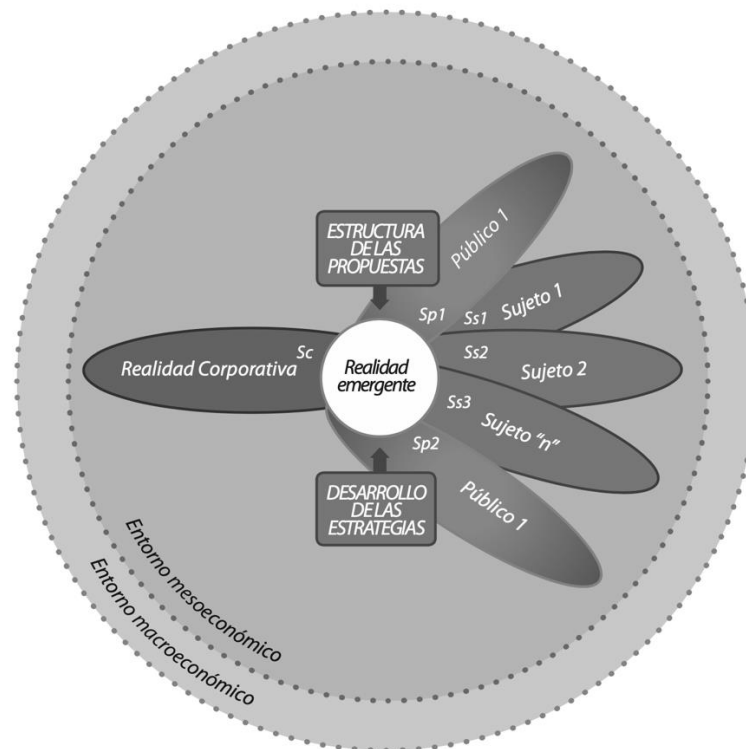 ESTRUCTURA
DE LAS
PROPUESTAS
Público 1
Sp1
Ss1
Sujeto 1
Sc
Realidad Corporativa
Realidad
emergente
Ss2
Sujeto 2
Ss3
Sujeto "n"
Sp2
Público 1
DESARROLLO
DE LAS
ESTRATEGIAS
Entorno mesoeconómico
Entorno macroeconómico